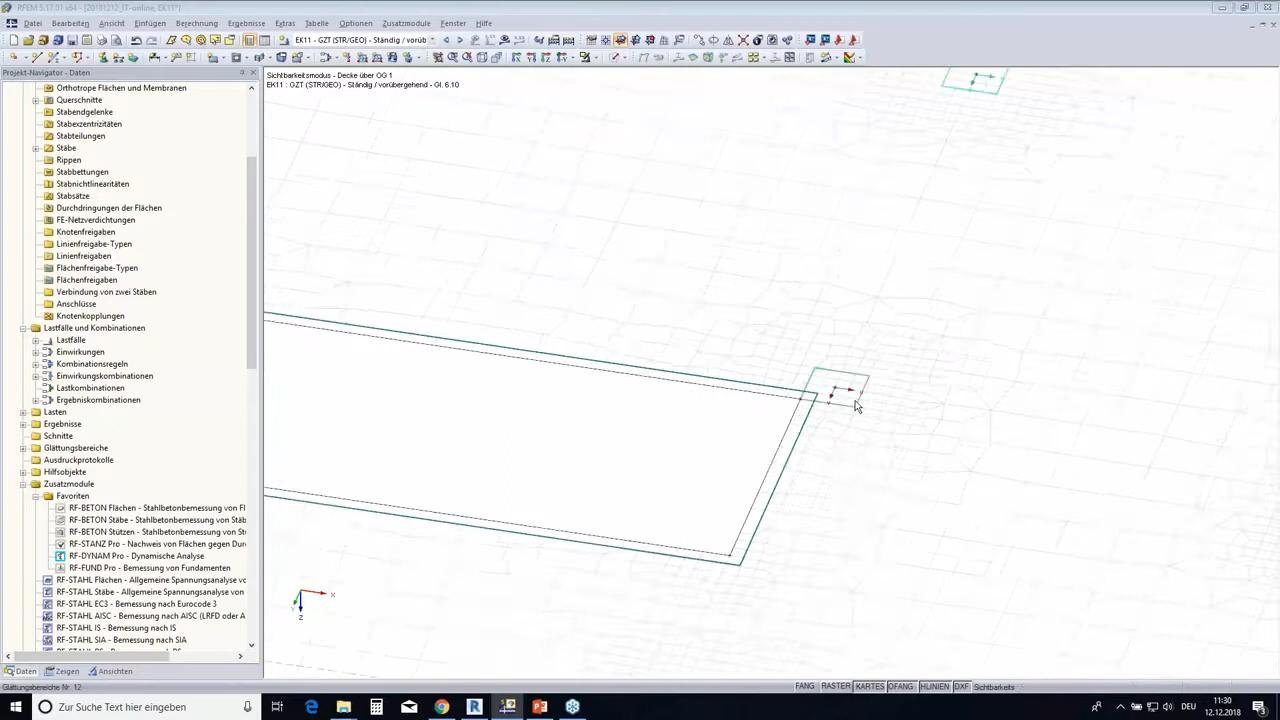 RFEM 5.17.01 x64 - [20181212_IT-online, EK11*]
Datei Bearbeiten Ansicht Einfügen Berechnung Ergebnisse Extras Tabelle Optionen Zusatzmodule Fenster Hilfe
EK11 - GZT (STR/GEO) - Ständig / vorüb
Projekt-Navigator - Daten
Orthotrope Flächen und Membranen
Querschnitte
Stabendgelenke
Stabexzentrizitäten
Stabteilungen
Stäbe
Rippen
Stabbettungen
Stabnichtlinearitäten
Stabsätze
Durchdringungen der Flächen
FE-Netzverdichtungen
Knotenfreigaben
Linienfreigabe-Typen
Linienfreigaben
Flächenfreigabe-Typen
Flächenfreigaben
Verbindung von zwei Stäben
Anschlüsse
Knotenkopplungen
Lastfälle und Kombinationen
Lastfälle
Einwirkungen
Kombinationsregeln
Einwirkungskombinationen
Lastkombinationen
Ergebniskombinationen
Lasten
Ergebnisse
Schnitte
Glättungsbereiche
Ausdruckprotokolle
Hilfsobjekte
Zusatzmodule
Favoriten
RF-BETON Flächen - Stahlbetonbemessung von Fl
RF-BETON Stäbe - Stahlbetonbemessung von Stäb
RF-BETON Stützen - Stahlbetonbemessung von Stü
RF-STANZ Pro - Nachweis von Flächen gegen Dur
RF-DYNAM Pro - Dynamische Analyse
RF-FUND Pro - Bemessung von Fundamenten
RF-STAHL Flächen - Allgemeine Spannungsanalyse vo
RF-STAHL Stäbe - Allgemeine Spannungsanalyse von
RF-STAHL EC3 - Bemessung nach Eurocode 3
RF-STAHL AISC - Bemessung nach AISC (LRFD oder A
RF-STAHL IS - Bemessung nach IS
RF-STAHL SIA - Bemessung nach SIA
Daten Zeigen Ansichten
Sichtbarkeitsmodus - Decke über OG 1
EK11 : GZT (STR/GEO) - Ständig / vorübergehend - Gl. 6.10
X
Y
Z
Glättungsbereiche Nr. 12
FANG RASTER KARTES OFANG HLINIEN DXF Sichtbarkeits
Zur Suche Text hier eingeben
DEU
11:30
12.12.2018